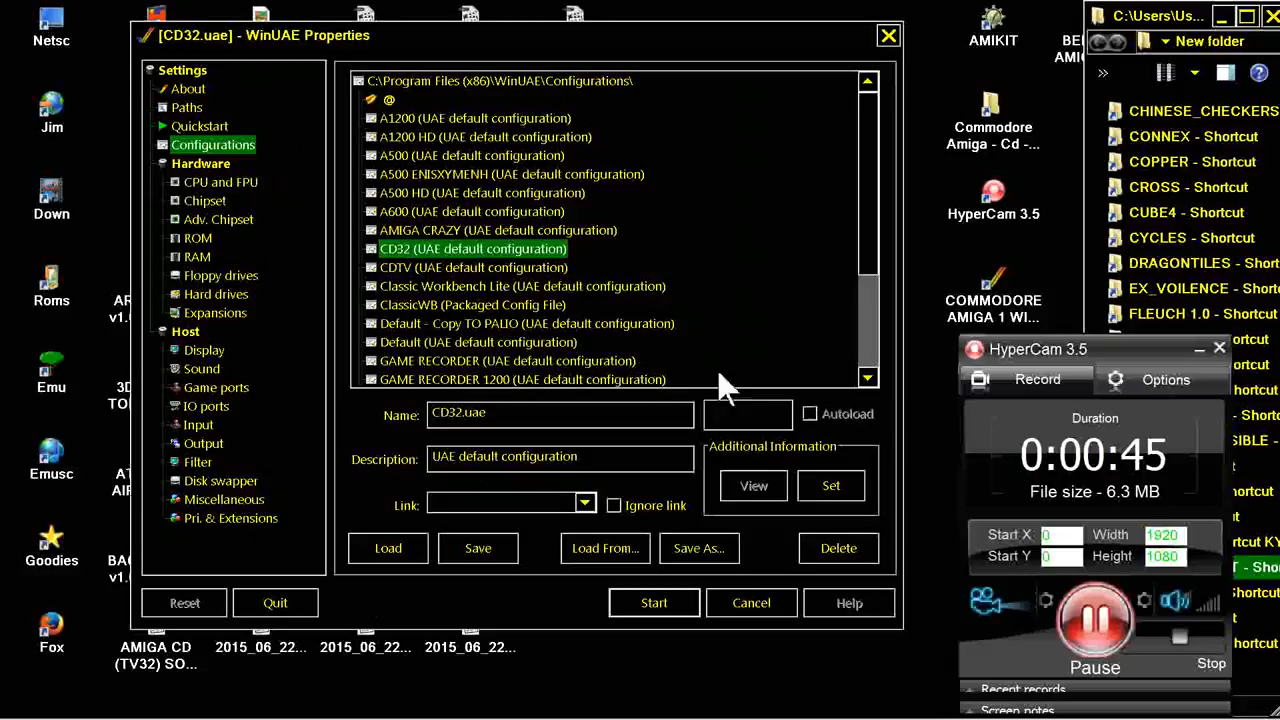 Netsc
Jim
Down
Roms
Emu
Emusc
Goodies
Fox
[CD32.uae] - WinUAE Properties
Settings
About
Paths
Quickstart
Configurations
Hardware
CPU and FPU
Chipset
Adv. Chipset
ROM
RAM
Floppy drives
Hard drives
Expansions
Host
Display
Sound
Game ports
IO ports
Input
Output
Filter
Disk swapper
Miscellaneous
Pri. & Extensions
C:\Program Files (x86)\WinUAE\Configurations\
@
A1200 (UAE default configuration)
A1200 HD (UAE default configuration)
A500 (UAE default configuration)
A500 ENISXYMENH (UAE default configuration)
A500 HD (UAE default configuration)
A600 (UAE default configuration)
AMIGA CRAZY (UAE default configuration)
CD32 (UAE default configuration)
CDTV (UAE default configuration)
Classic Workbench Lite (UAE default configuration)
ClassicWB (Packaged Config File)
Default - Copy TO PALIO (UAE default configuration)
Default (UAE default configuration)
GAME RECORDER (UAE default configuration)
GAME RECORDER 1200 (UAE default configuration)
Name: CD32.uae
Autoload
Description: UAE default configuration
Additional Information
View Set
Link: Ignore link
Load Save Load From... Save As... Delete
Reset Quit Start Cancel Help
AMIGA CD
(TV32) SO...
2015_06_22...
2015_06_22...
2015_06_22...
AMIKIT
Commodore
Amiga - Cd -...
HyperCam 3.5
COMMODORE
AMIGA 1 WI...
C:\Users\Us...
New folder
CHINESE_CHECKERS
CONNEX - Shortcut
COPPER - Shortcut
CROSS - Shortcut
CUBE4 - Shortcut
CYCLES - Shortcut
DRAGONTILES - Short
EX_VOILENCE - Shortc
FLEUCH 1.0 - Shortcut
HyperCam 3.5
Record Options
Duration
0:00:45
File size - 6.3 MB
Start X 0 Width 1920
Start Y 0 Height 1080
Pause
Stop
Recent records
Screen notes